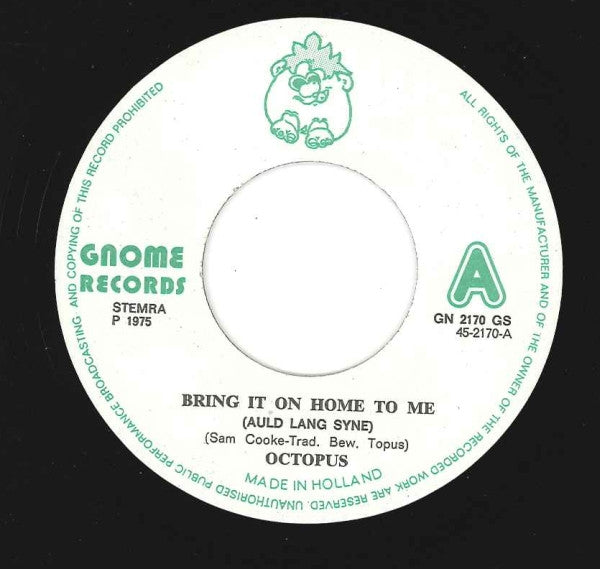 ALL RIGHTS OF THE MANUFACTURER AND OF THE OWNER OF THE RECORDED WORK ARE RESERVED. UNAUTHORISED PUBLIC PERFORMANCE BROADCASTING AND COPYING OF THIS RECORD PROHIBITED
GNOME
RECORDS
STEMRA
P 1975
A
GN 2170 GS
45-2170-A
BRING IT ON HOME TO ME
(AULD LANG SYNE)
(Sam Cooke-Trad. Bew. Topus)
OCTOPUS
MADE IN HOLLAND